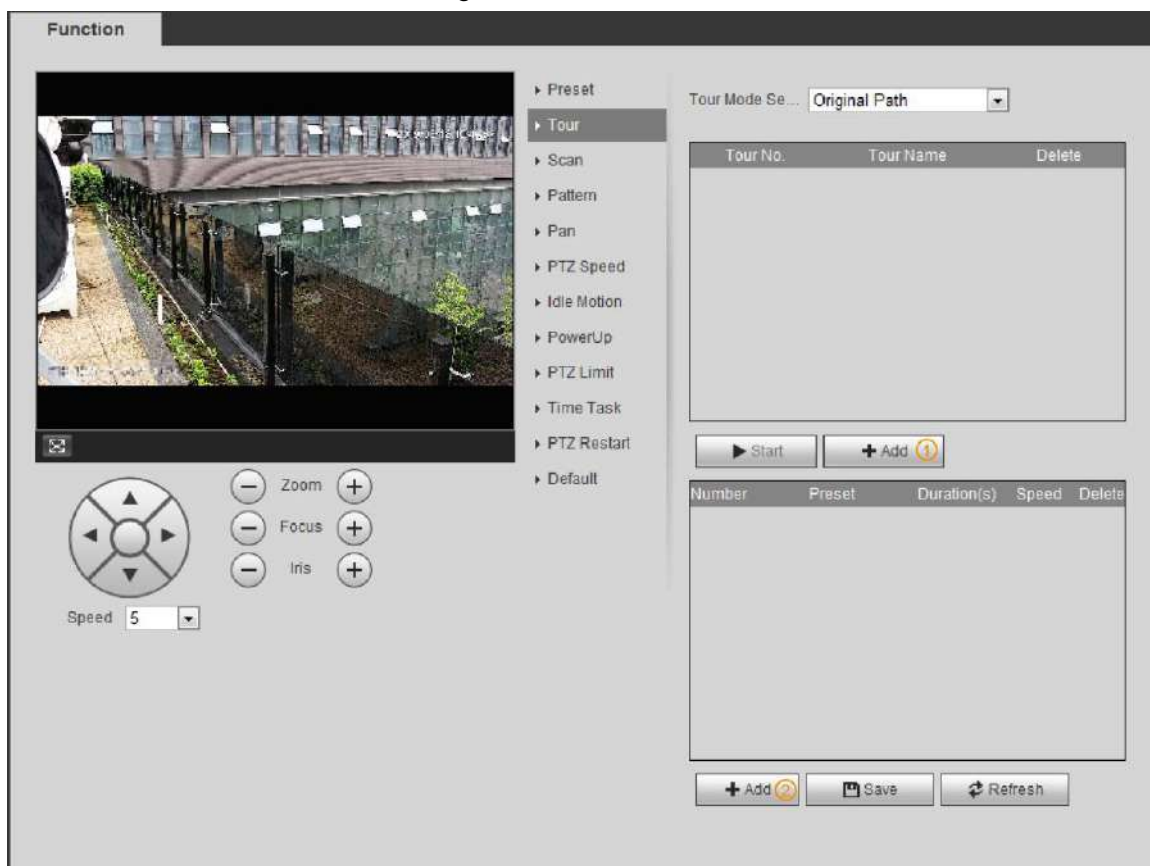 Function
Preset
Tour
Scan
Pattern
Pan
PTZ Speed
Idle Motion
PowerUp
PTZ Limit
Time Task
PTZ Restart
Default
Zoom
Focus
Iris
Speed 5
Tour Mode Se... Original Path
Tour No. Tour Name Delete
Start + Add 1
Number Preset Duration(s) Speed Delete
+ Add 2 Save Refresh